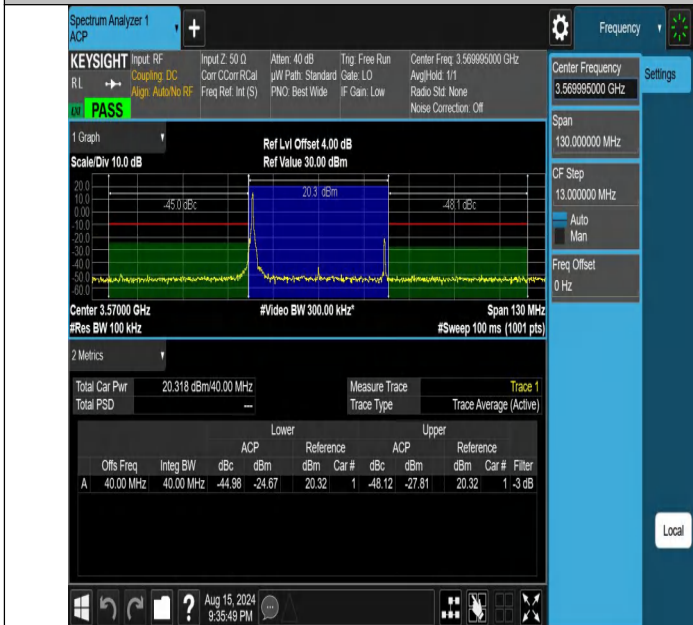 Spectrum Analyzer 1
ACP
Frequency
KEYSIGHT
RL
PASS
Input: RF
Coupling: DC
Align: Auto/No RF
Input Z: 50 Ω
Corr CCorr RCal
Freq Ref: Int (S)
Atten: 40 dB
µW Path: Standard
PNO: Best Wide
Trig: Free Run
Gate: LO
IF Gain: Low
Center Freq: 3.569995000 GHz
Avg|Hold: 1/1
Radio Std: None
Noise Correction: Off
Center Frequency
3.569995000 GHz
Settings
Span
130.000000 MHz
CF Step
13.000000 MHz
Auto
Man
Freq Offset
0 Hz
1 Graph
Scale/Div 10.0 dB
Ref Lvl Offset 4.00 dB
Ref Value 30.00 dBm
20.0
10.0
0.00
-10.0
-20.0
-30.0
-40.0
-50.0
-60.0
-45.0 dBc
20.3 dBm
-48.1 dBc
Center 3.57000 GHz
#Video BW 300.00 kHz*
Span 130 MHz
#Res BW 100 kHz
#Sweep 100 ms (1001 pts)
2 Metrics
Total Car Pwr 20.318 dBm/40.00 MHz
Total PSD ---
Measure Trace Trace 1
Trace Type Trace Average (Active)
Lower Upper
ACP Reference ACP Reference
Offs Freq Integ BW dBc dBm dBm Car # dBc dBm dBm Car # Filter
A 40.00 MHz 40.00 MHz -44.98 -24.67 20.32 1 -48.12 -27.81 20.32 1 -3 dB
Local
Aug 15, 2024
9:35:49 PM